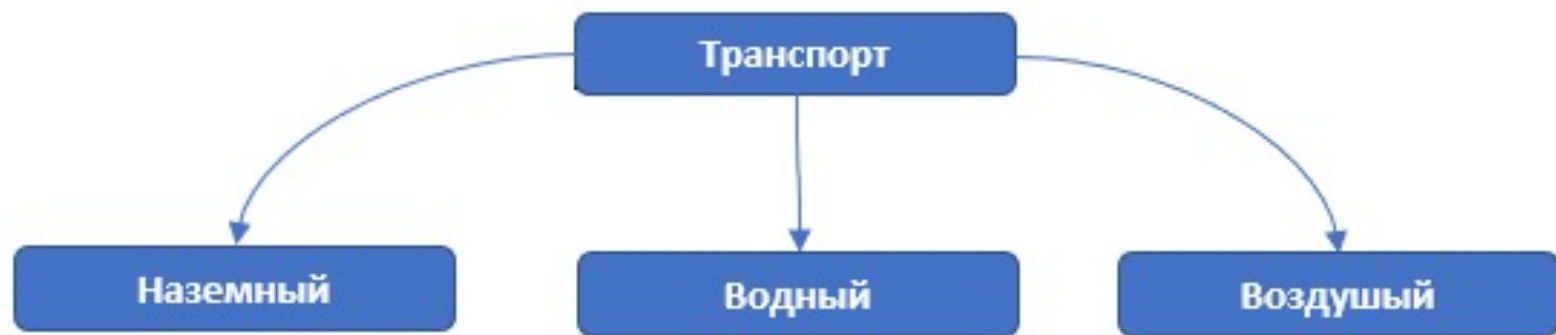 Транспорт
Наземный
Водный
Воздушый